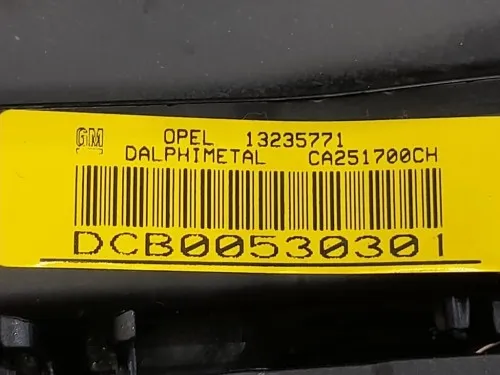 GM OPEL 13235771
DALPHIMETAL CA251700CH
DCB00530301